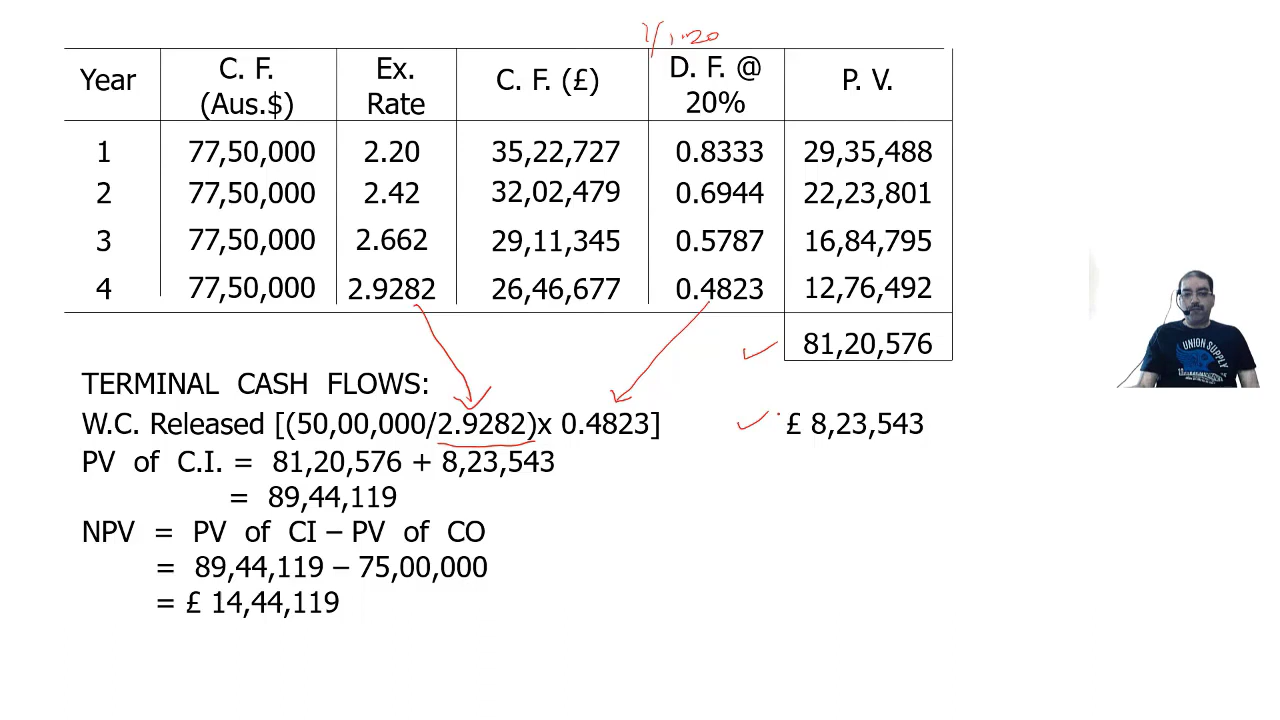 1/1.20
Year C. F. (Aus.$) Ex. Rate C. F. (£) D. F. @ 20% P. V.
1 77,50,000 2.20 35,22,727 0.8333 29,35,488
2 77,50,000 2.42 32,02,479 0.6944 22,23,801
3 77,50,000 2.662 29,11,345 0.5787 16,84,795
4 77,50,000 2.9282 26,46,677 0.4823 12,76,492
81,20,576
TERMINAL CASH FLOWS:
W.C. Released [(50,00,000/2.9282)x 0.4823] £ 8,23,543
PV of C.I. = 81,20,576 + 8,23,543
= 89,44,119
NPV = PV of CI – PV of CO
= 89,44,119 – 75,00,000
= £ 14,44,119
UNION SUPPLY